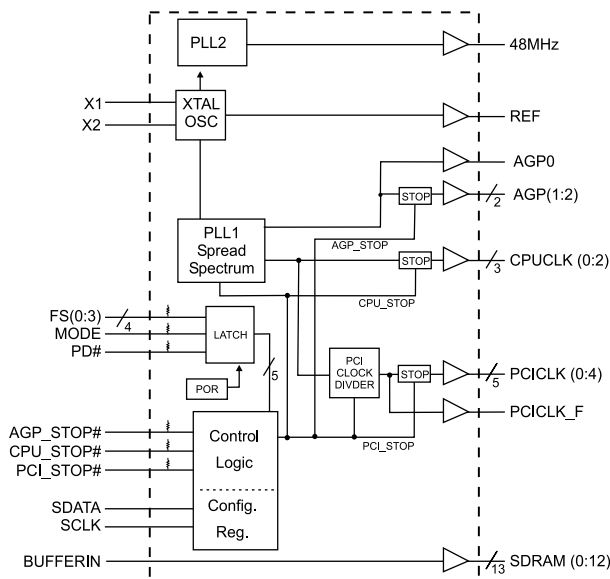 PLL2
48MHz
X1
X2
XTAL
OSC
REF
AGP0
STOP
AGP(1:2)
2
AGP_STOP
PLL1
Spread
Spectrum
STOP
CPUCLK (0:2)
3
CPU_STOP
FS(0:3)
4
MODE
PD#
LATCH
5
POR
PCI
CLOCK
DIVDER
STOP
PCICLK (0:4)
5
PCICLK_F
PCI_STOP
AGP_STOP#
CPU_STOP#
PCI_STOP#
Control
Logic
SDATA
SCLK
Config.
Reg.
BUFFERIN
SDRAM (0:12)
13